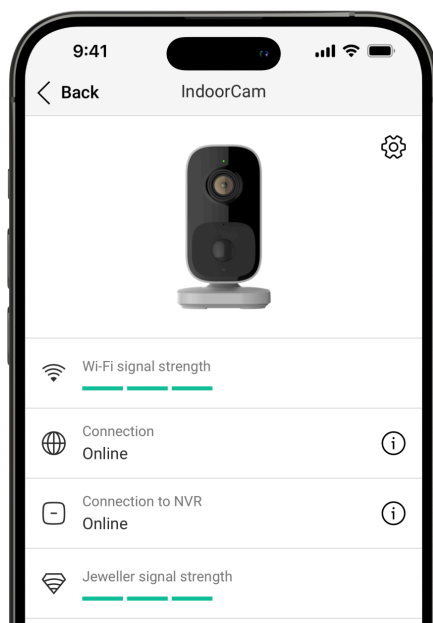 9:41
Back
IndoorCam
Wi-Fi signal strength
Connection
Online
Connection to NVR
Online
Jeweller signal strength